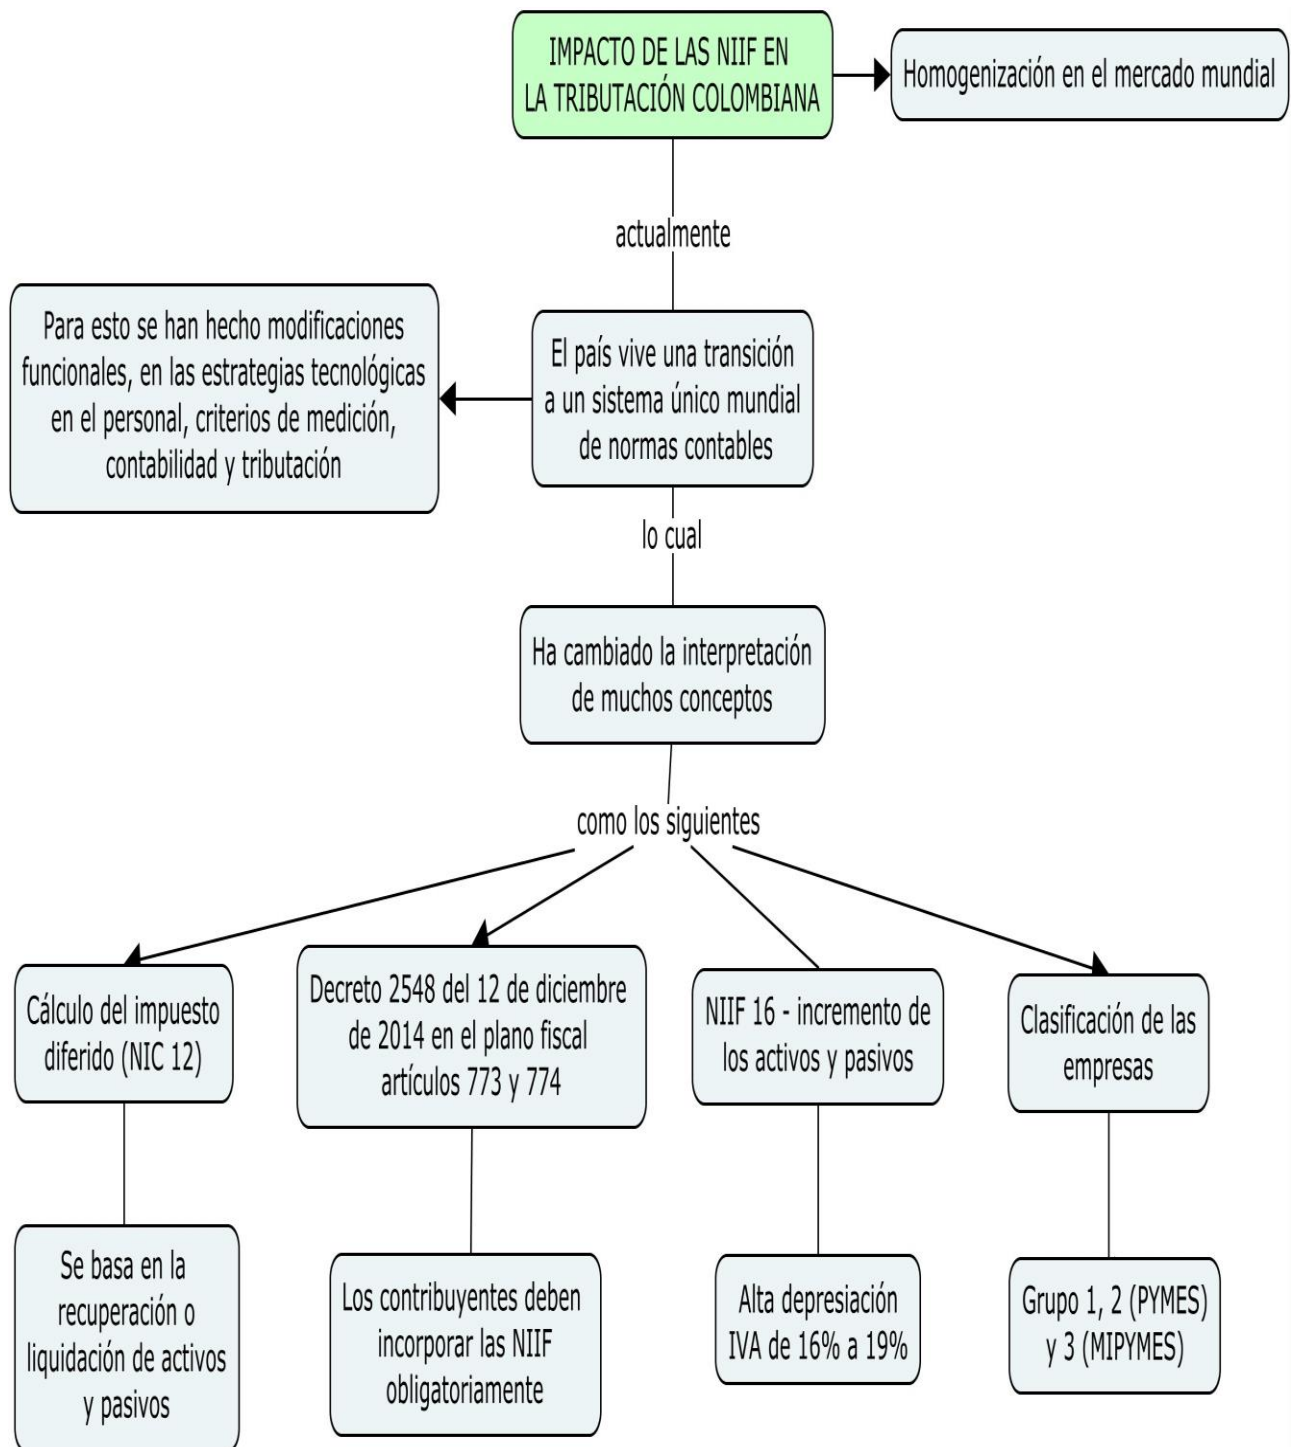 IMPACTO DE LAS NIIF EN
LA TRIBUTACIÓN COLOMBIANA
Homogenización en el mercado mundial
actualmente
Para esto se han hecho modificaciones
funcionales, en las estrategias tecnológicas
en el personal, criterios de medición,
contabilidad y tributación
El país vive una transición
a un sistema único mundial
de normas contables
lo cual
Ha cambiado la interpretación
de muchos conceptos
como los siguientes
Cálculo del impuesto
diferido (NIC 12)
Decreto 2548 del 12 de diciembre
de 2014 en el plano fiscal
artículos 773 y 774
NIIF 16 - incremento de
los activos y pasivos
Clasificación de las
empresas
Se basa en la
recuperación o
liquidación de activos
y pasivos
Los contribuyentes deben
incorporar las NIIF
obligatoriamente
Alta depresiación
IVA de 16% a 19%
Grupo 1, 2 (PYMES)
y 3 (MIPYMES)